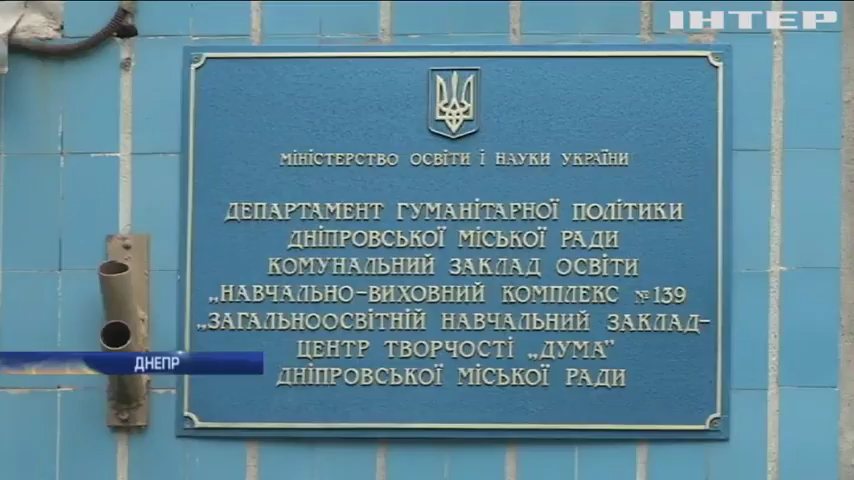 ІНТЕР
МІНІСТЕРСТВО ОСВІТИ І НАУКИ УКРАЇНИ
ДЕПАРТАМЕНТ ГУМАНІТАРНОЇ ПОЛІТИКИ
ДНІПРОВСЬКОЇ МІСЬКОЇ РАДИ
КОМУНАЛЬНИЙ ЗАКЛАД ОСВІТИ
„НАВЧАЛЬНО-ВИХОВНИЙ КОМПЛЕКС №139
„ЗАГАЛЬНООСВІТНІЙ НАВЧАЛЬНИЙ ЗАКЛАД-
ЦЕНТР ТВОРЧОСТІ „ДУМА"
ДНІПРОВСЬКОЇ МІСЬКОЇ РАДИ
ДНЕПР